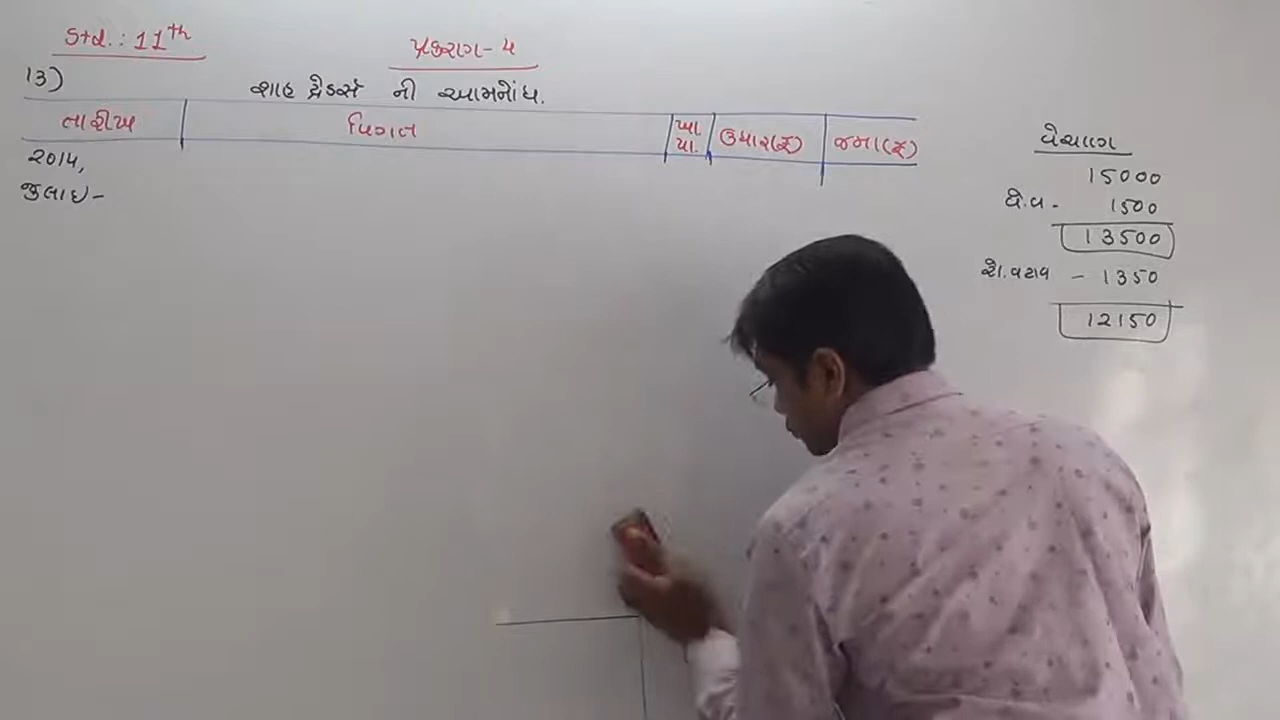 Std. : 11th
પ્રકરણ - ૫
13)
શાહ ટ્રેડર્સ ની આમનોંધ.
તારીખ વિગત ખા. પા. ઉધાર(રૂ) જમા(રૂ)
2014,
જુલાઇ -
વેચાણ
15000
વે.વ - 1500
13500
રો.વટાવ - 1350
12150